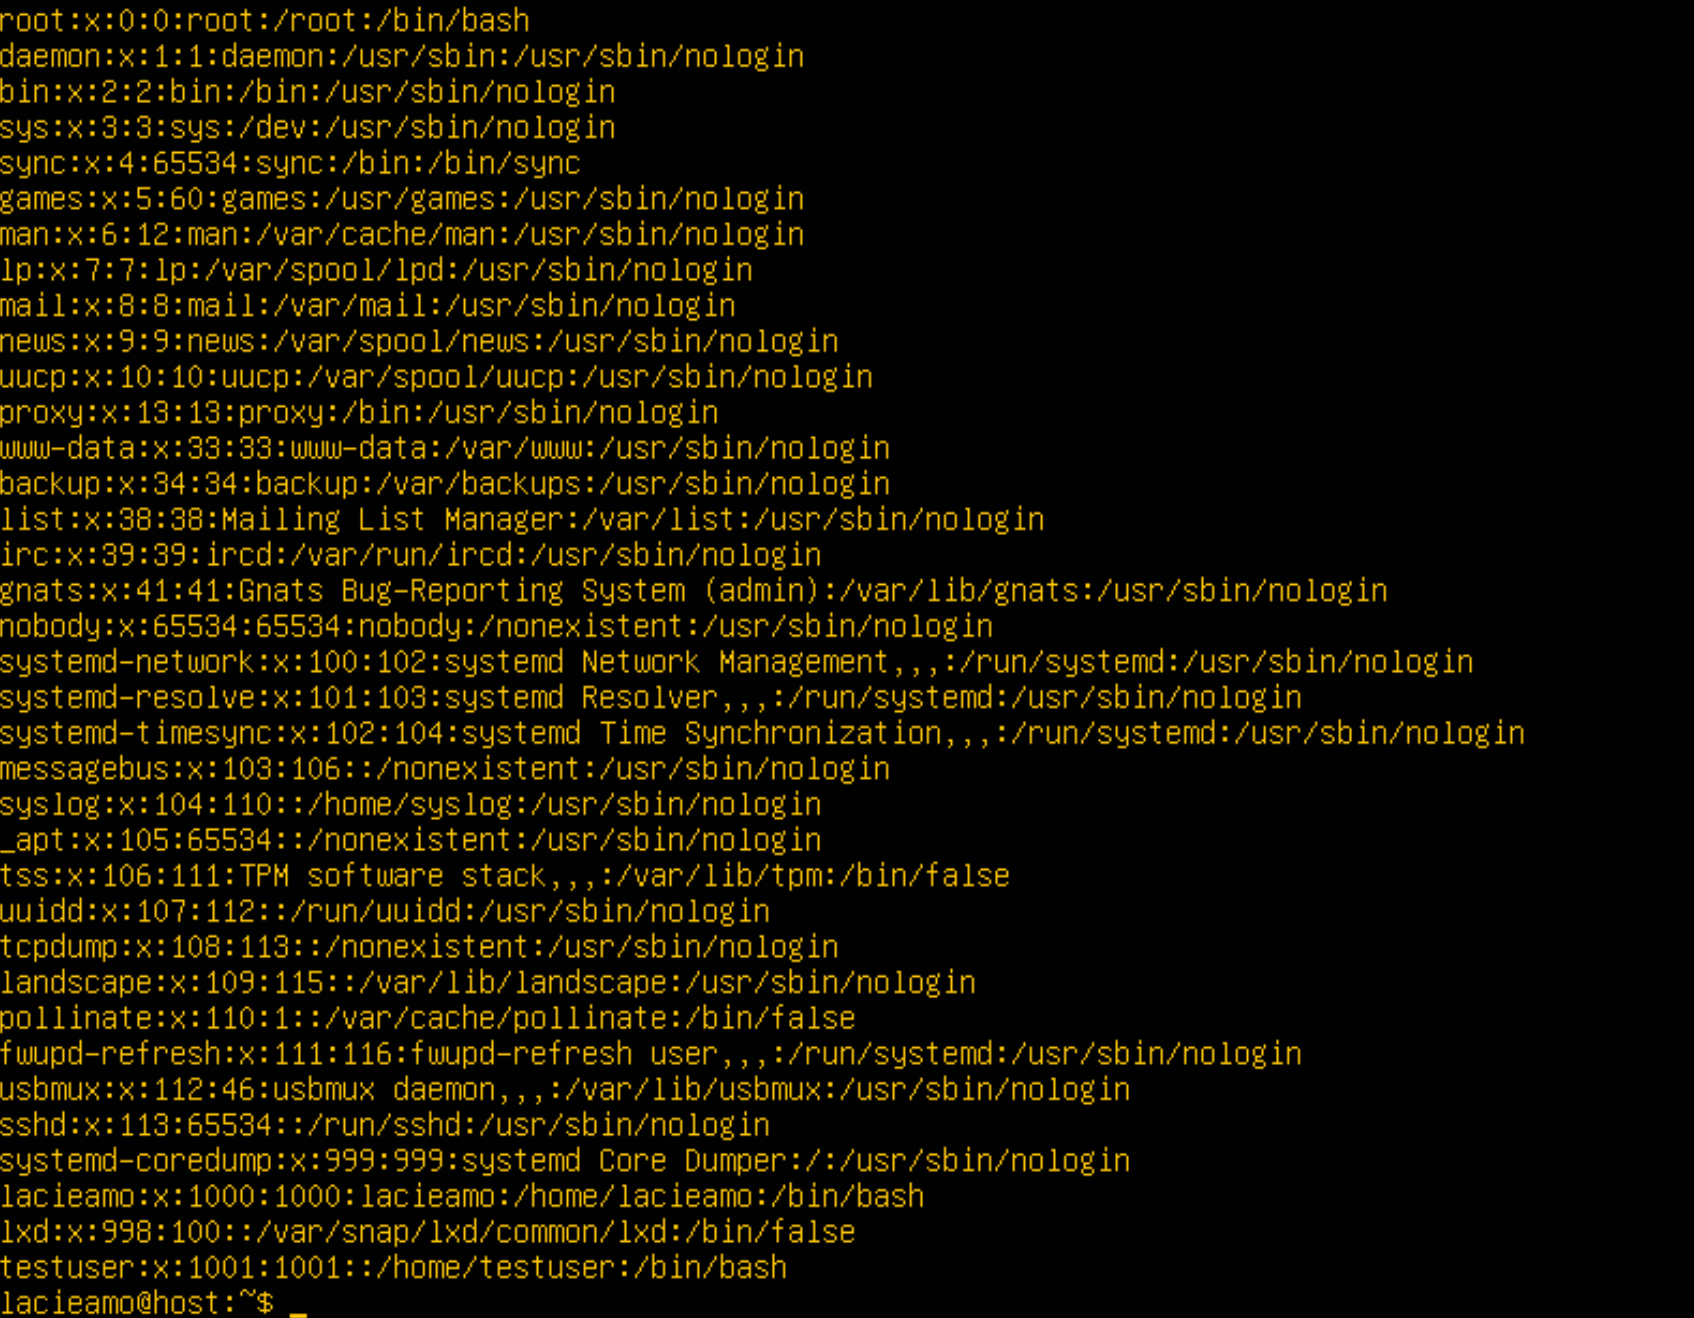 root:x:0:0:root:/root:/bin/bash
daemon:x:1:1:daemon:/usr/sbin:/usr/sbin/nologin
bin:x:2:2:bin:/bin:/usr/sbin/nologin
sys:x:3:3:sys:/dev:/usr/sbin/nologin
sync:x:4:65534:sync:/bin:/bin/sync
games:x:5:60:games:/usr/games:/usr/sbin/nologin
man:x:6:12:man:/var/cache/man:/usr/sbin/nologin
lp:x:7:7:lp:/var/spool/lpd:/usr/sbin/nologin
mail:x:8:8:mail:/var/mail:/usr/sbin/nologin
news:x:9:9:news:/var/spool/news:/usr/sbin/nologin
uucp:x:10:10:uucp:/var/spool/uucp:/usr/sbin/nologin
proxy:x:13:13:proxy:/bin:/usr/sbin/nologin
www-data:x:33:33:www-data:/var/www:/usr/sbin/nologin
backup:x:34:34:backup:/var/backups:/usr/sbin/nologin
list:x:38:38:Mailing List Manager:/var/list:/usr/sbin/nologin
irc:x:39:39:ircd:/var/run/ircd:/usr/sbin/nologin
gnats:x:41:41:Gnats Bug-Reporting System (admin):/var/lib/gnats:/usr/sbin/nologin
nobody:x:65534:65534:nobody:/nonexistent:/usr/sbin/nologin
systemd-network:x:100:102:systemd Network Management,,,:/run/systemd:/usr/sbin/nologin
systemd-resolve:x:101:103:systemd Resolver,,,:/run/systemd:/usr/sbin/nologin
systemd-timesync:x:102:104:systemd Time Synchronization,,,:/run/systemd:/usr/sbin/nologin
messagebus:x:103:106::/nonexistent:/usr/sbin/nologin
syslog:x:104:110::/home/syslog:/usr/sbin/nologin
_apt:x:105:65534::/nonexistent:/usr/sbin/nologin
tss:x:106:111:TPM software stack,,,:/var/lib/tpm:/bin/false
uuidd:x:107:112::/run/uuidd:/usr/sbin/nologin
tcpdump:x:108:113::/nonexistent:/usr/sbin/nologin
landscape:x:109:115::/var/lib/landscape:/usr/sbin/nologin
pollinate:x:110:1::/var/cache/pollinate:/bin/false
fwupd-refresh:x:111:116:fwupd-refresh user,,,:/run/systemd:/usr/sbin/nologin
usbmux:x:112:46:usbmux daemon,,,:/var/lib/usbmux:/usr/sbin/nologin
sshd:x:113:65534::/run/sshd:/usr/sbin/nologin
systemd-coredump:x:999:999:systemd Core Dumper:/:/usr/sbin/nologin
lacieamo:x:1000:1000:lacieamo:/home/lacieamo:/bin/bash
lxd:x:998:100::/var/snap/lxd/common/lxd:/bin/false
testuser:x:1001:1001::/home/testuser:/bin/bash
lacieamo@host:~$ _